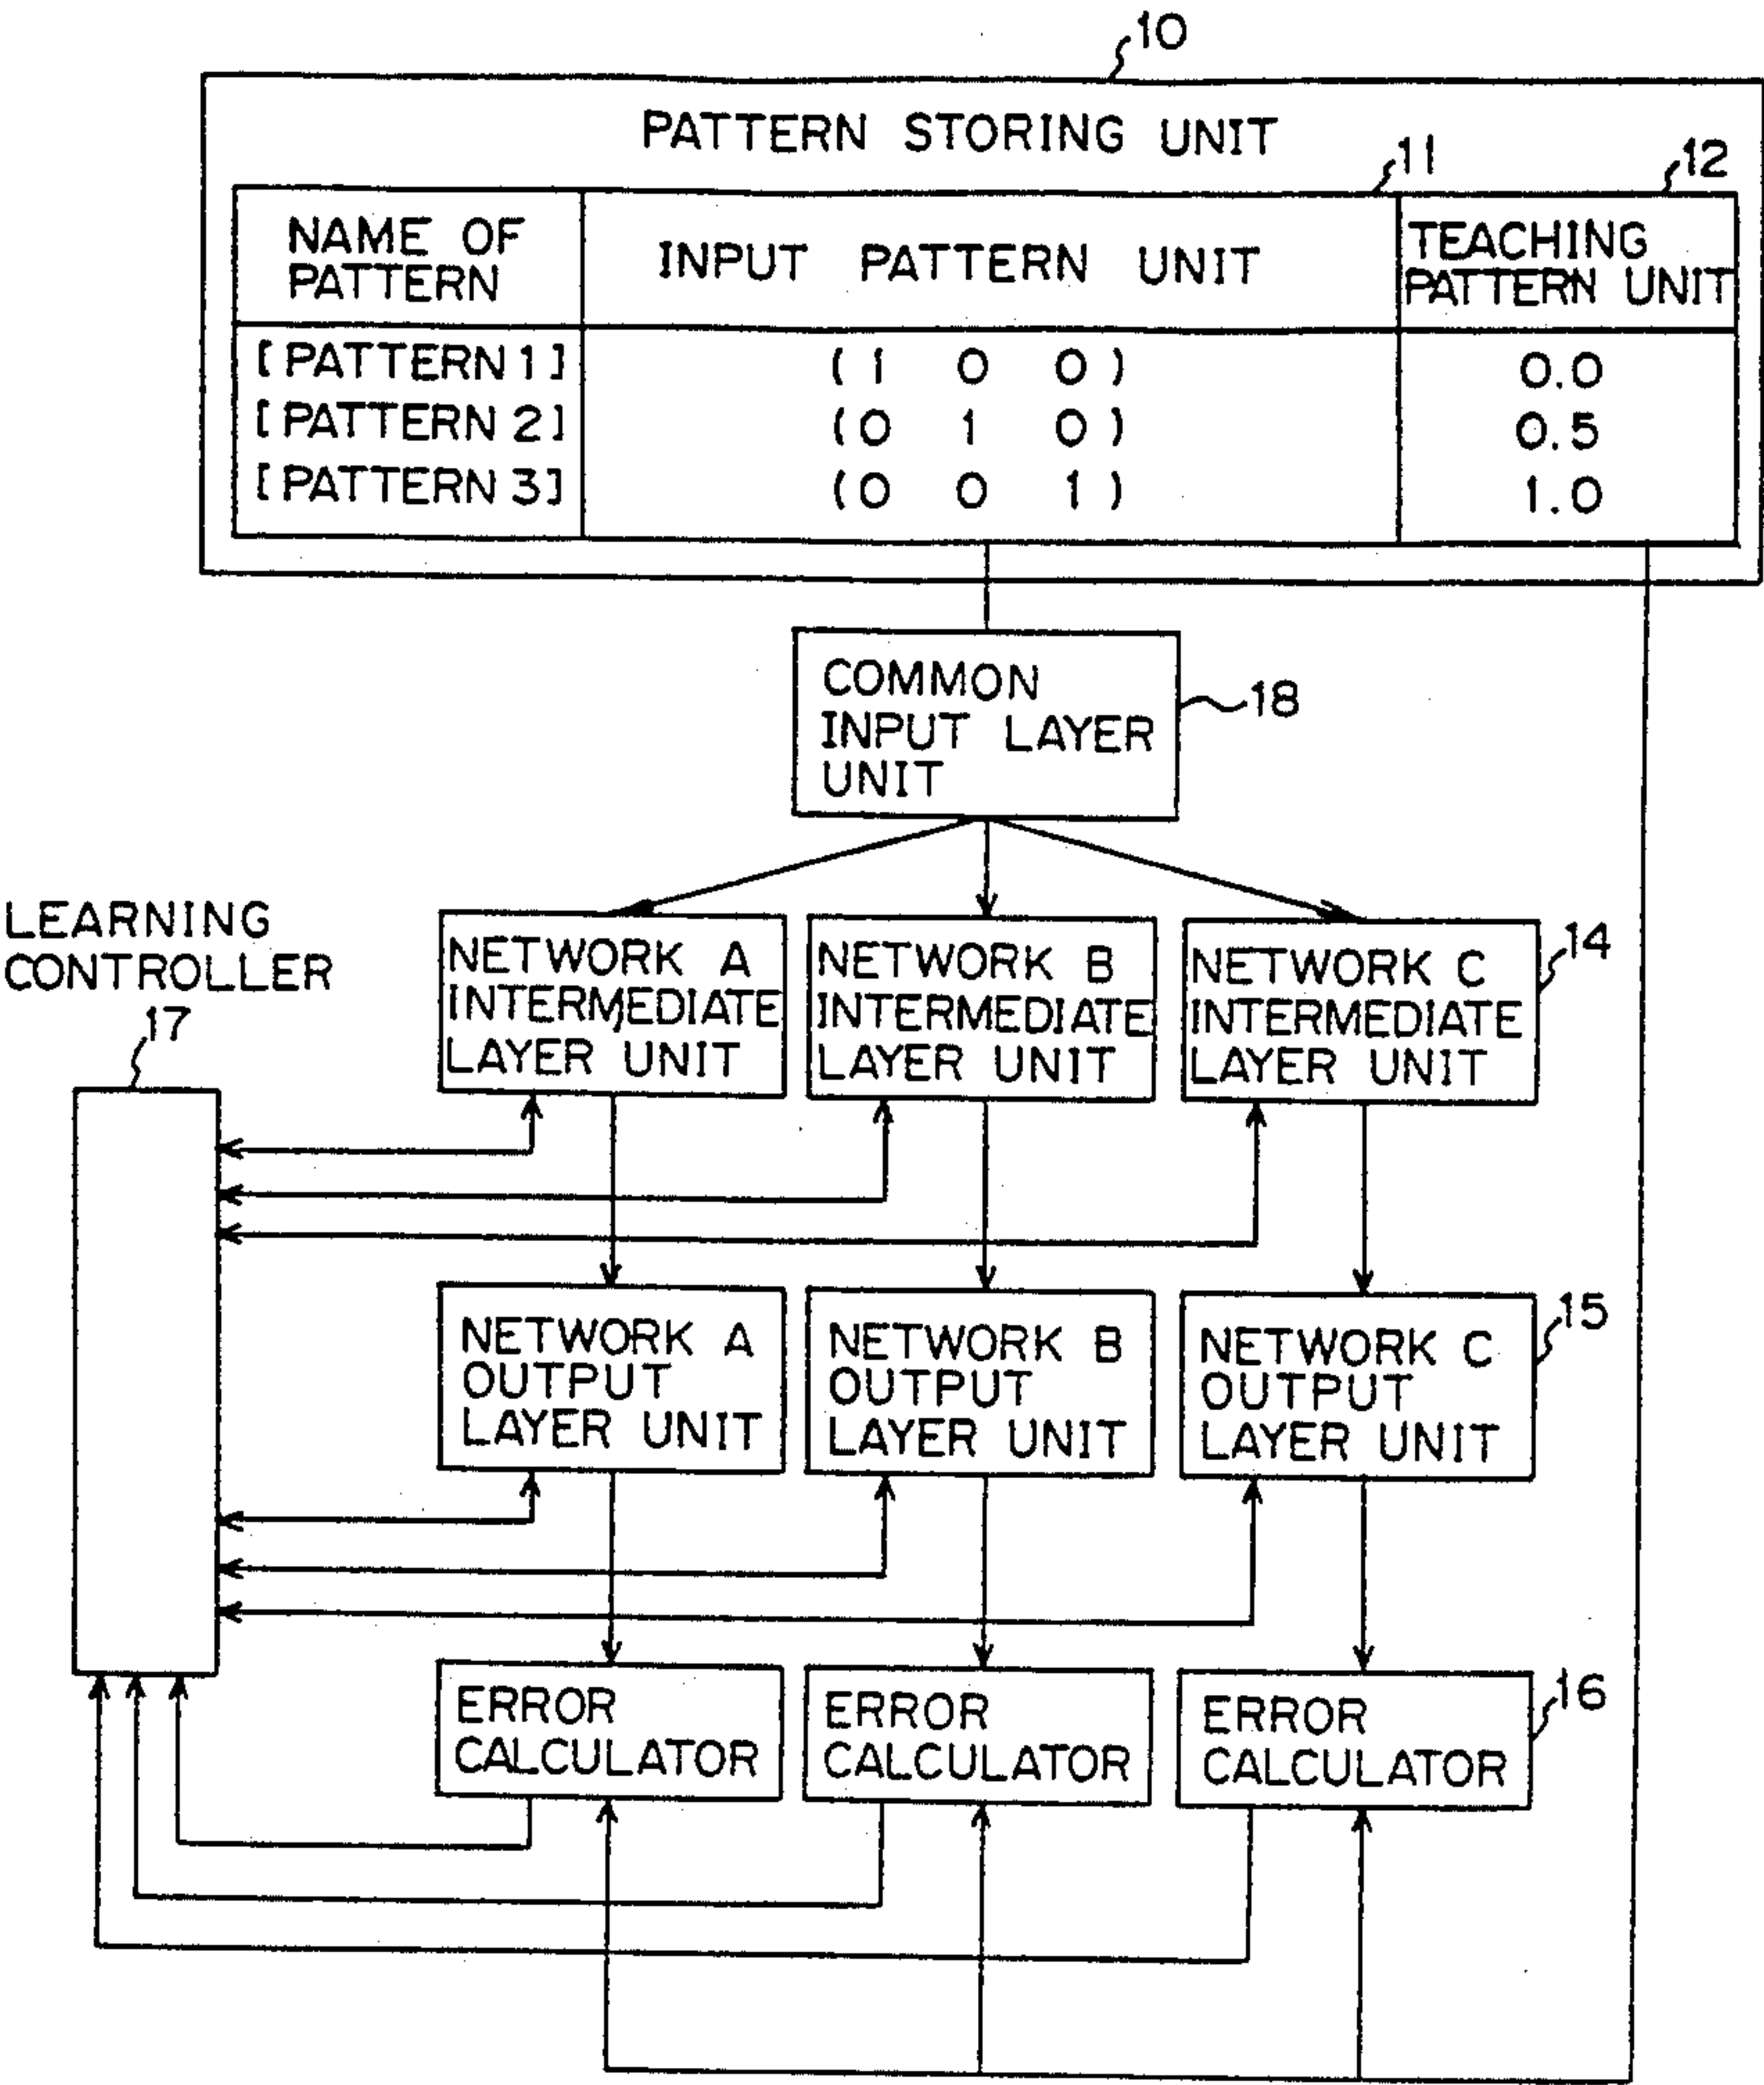 10
PATTERN STORING UNIT
11
12
NAME OF
PATTERN
INPUT PATTERN UNIT
TEACHING
PATTERN UNIT
[PATTERN 1] (1 0 0) 0.0
[PATTERN 2] (0 1 0) 0.5
[PATTERN 3] (0 0 1) 1.0
COMMON
INPUT LAYER
UNIT
18
LEARNING
CONTROLLER
17
NETWORK A
INTERMEDIATE
LAYER UNIT
NETWORK B
INTERMEDIATE
LAYER UNIT
NETWORK C
INTERMEDIATE
LAYER UNIT
14
NETWORK A
OUTPUT
LAYER UNIT
NETWORK B
OUTPUT
LAYER UNIT
NETWORK C
OUTPUT
LAYER UNIT
15
ERROR
CALCULATOR
ERROR
CALCULATOR
ERROR
CALCULATOR
16